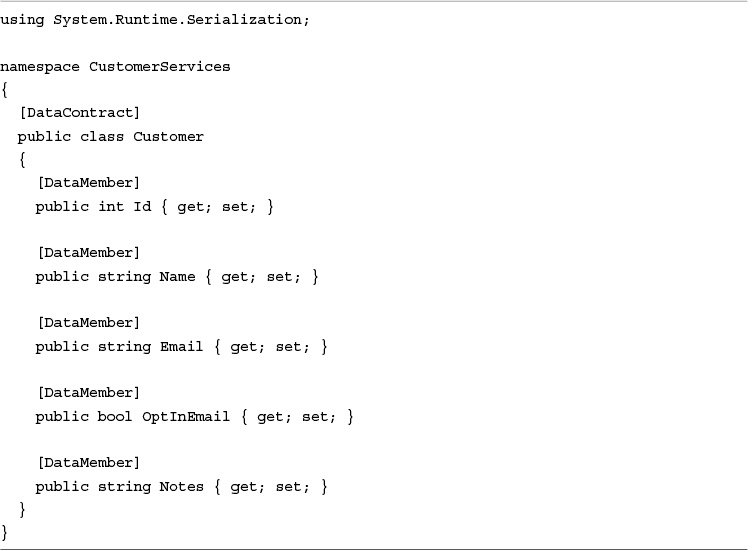 using System.Runtime.Serialization;
namespace CustomerServices
{
[DataContract]
public class Customer
{
[DataMember]
public int Id { get; set; }
[DataMember]
public string Name { get; set; }
[DataMember]
public string Email { get; set; }
[DataMember]
public bool OptInEmail { get; set; }
[DataMember]
public string Notes { get; set; }
}
}